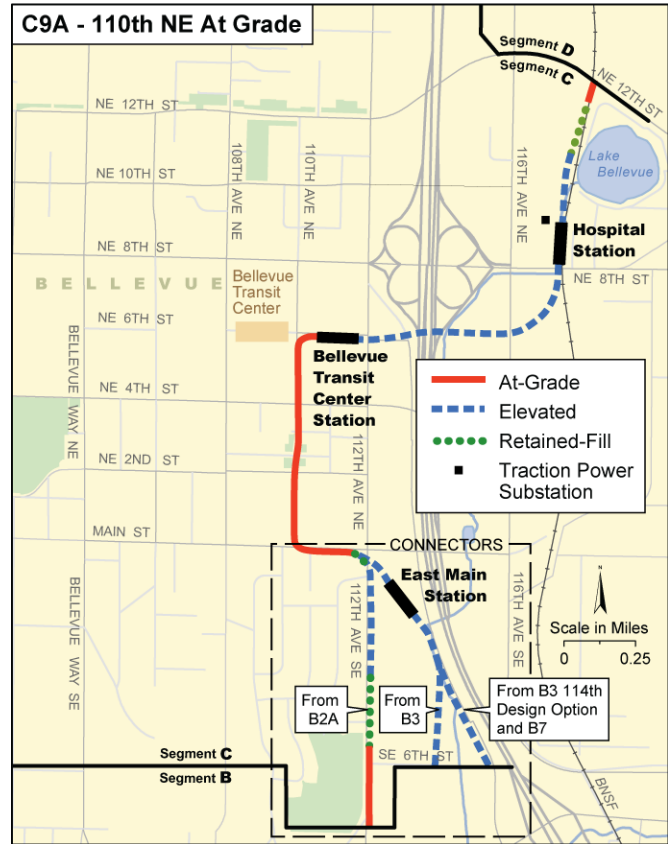 C9A - 110th NE At Grade
Segment D
Segment C
NE 12TH ST
NE 12TH ST
108TH AVE NE
110TH AVE NE
116TH AVE NE
Lake
Bellevue
NE 10TH ST
Hospital
Station
NE 8TH ST
NE 8TH ST
BELLEVUE
Bellevue
Transit
Center
NE 6TH ST
Bellevue
Transit
Center
Station
BELLEVUE WAY NE
NE 4TH ST
112TH AVE NE
NE 2ND ST
At-Grade
Elevated
Retained-Fill
Traction Power
Substation
MAIN ST
CONNECTORS
East Main
Station
BELLEVUE WAY SE
112TH AVE SE
116TH AVE SE
Scale in Miles
0
0.25
From
B2A
From
B3
From B3 114th
Design Option
and B7
SE 6TH ST
Segment C
Segment B
BNSF